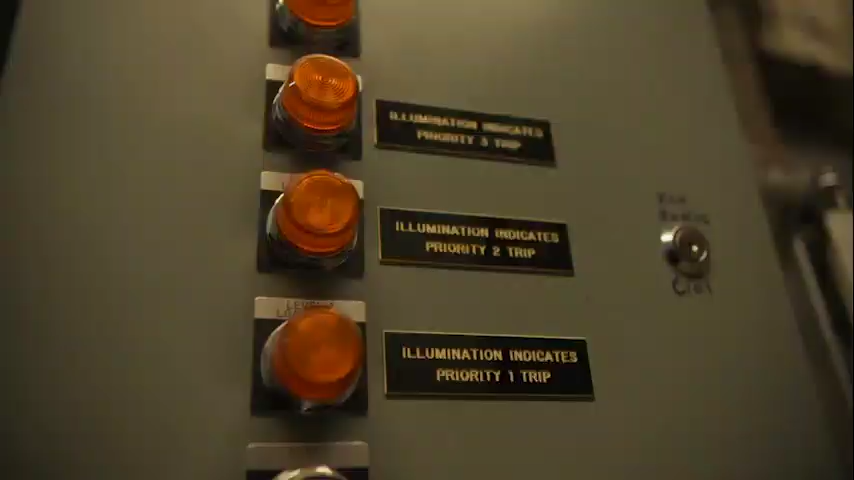 ILLUMINATION INDICATES
PRIORITY 3 TRIP
ILLUMINATION INDICATES
PRIORITY 2 TRIP
ILLUMINATION INDICATES
PRIORITY 1 TRIP